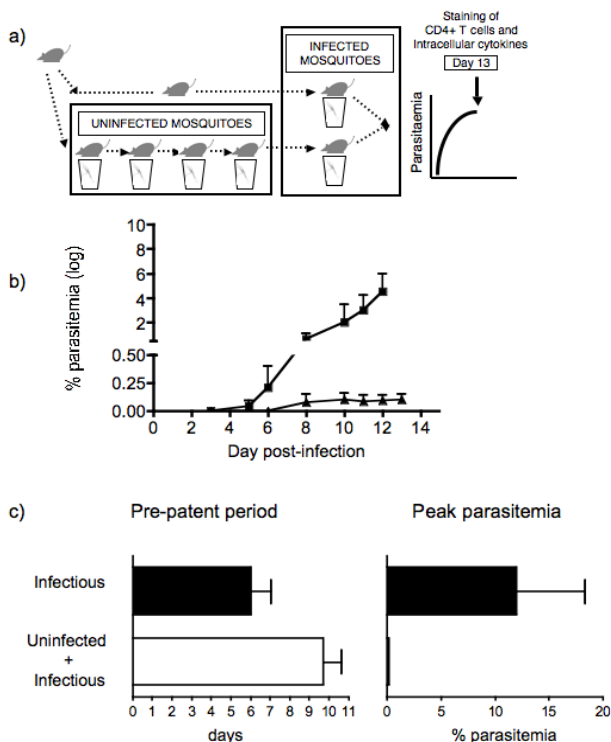 a)
UNINFECTED MOSQUITOES
INFECTED
MOSQUITOES
Staining of
CD4+ T cells and
Intracellular cytokines
Day 13
Parasitaemia
b)
% parasitemia (log)
10
8
6
4
2
0.50
0.25
0.00
0 2 4 6 8 10 12 14
Day post-infection
c)
Pre-patent period
Peak parasitemia
Infectious
Uninfected
+
Infectious
0 1 2 3 4 5 6 7 8 9 10 11
days
0 5 10 15 20
% parasitemia